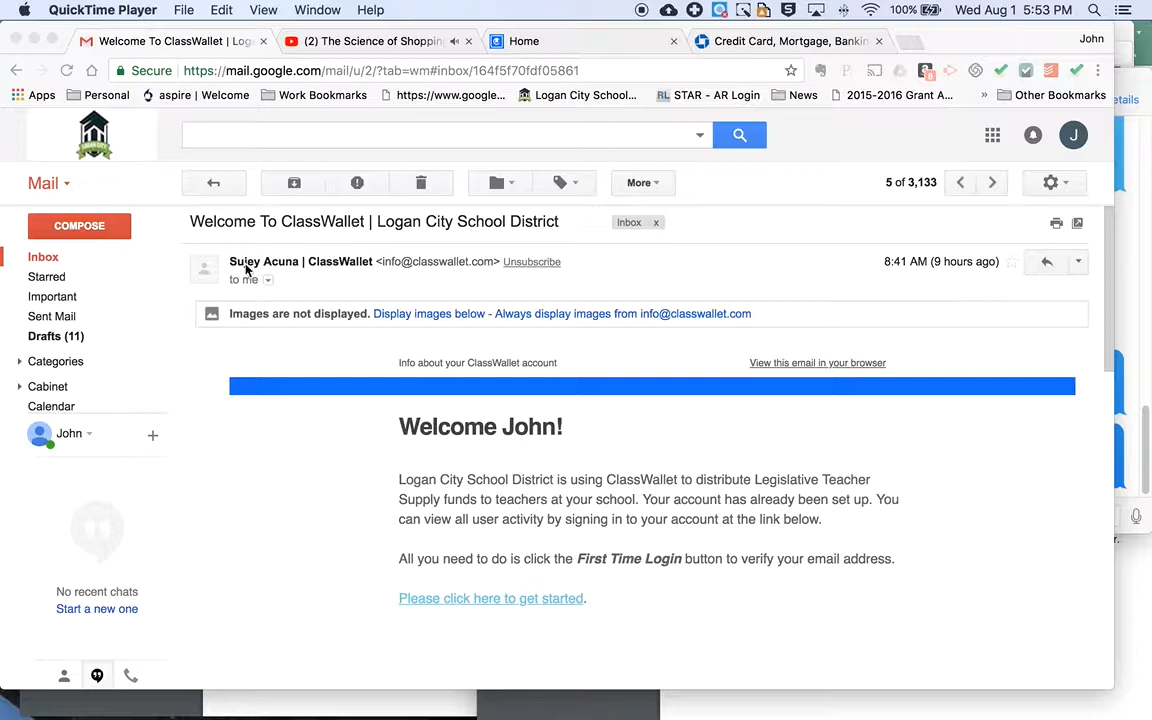 QuickTime Player File Edit View Window Help 100% Wed Aug 1 5:53 PM
Welcome To ClassWallet | Log (2) The Science of Shoppin Home Credit Card, Mortgage, Bankin John
Secure https://mail.google.com/mail/u/2/?tab=wm#inbox/164f5f70fdf05861
Apps Personal aspire | Welcome Work Bookmarks https://www.google... Logan City School... RL STAR - AR Login News 2015-2016 Grant A... » Other Bookmarks
etails
LOGAN CITY
J
Mail More 5 of 3,133
COMPOSE
Welcome To ClassWallet | Logan City School District Inbox x
Inbox
Starred
Important
Sent Mail
Drafts (11)
Categories
Cabinet
Calendar
John
No recent chats
Start a new one
Sujey Acuna | ClassWallet <info@classwallet.com> Unsubscribe 8:41 AM (9 hours ago)
to me
Images are not displayed. Display images below - Always display images from info@classwallet.com
Info about your ClassWallet account View this email in your browser
Welcome John!
Logan City School District is using ClassWallet to distribute Legislative Teacher
Supply funds to teachers at your school. Your account has already been set up. You
can view all user activity by signing in to your account at the link below.
All you need to do is click the First Time Login button to verify your email address.
Please click here to get started.